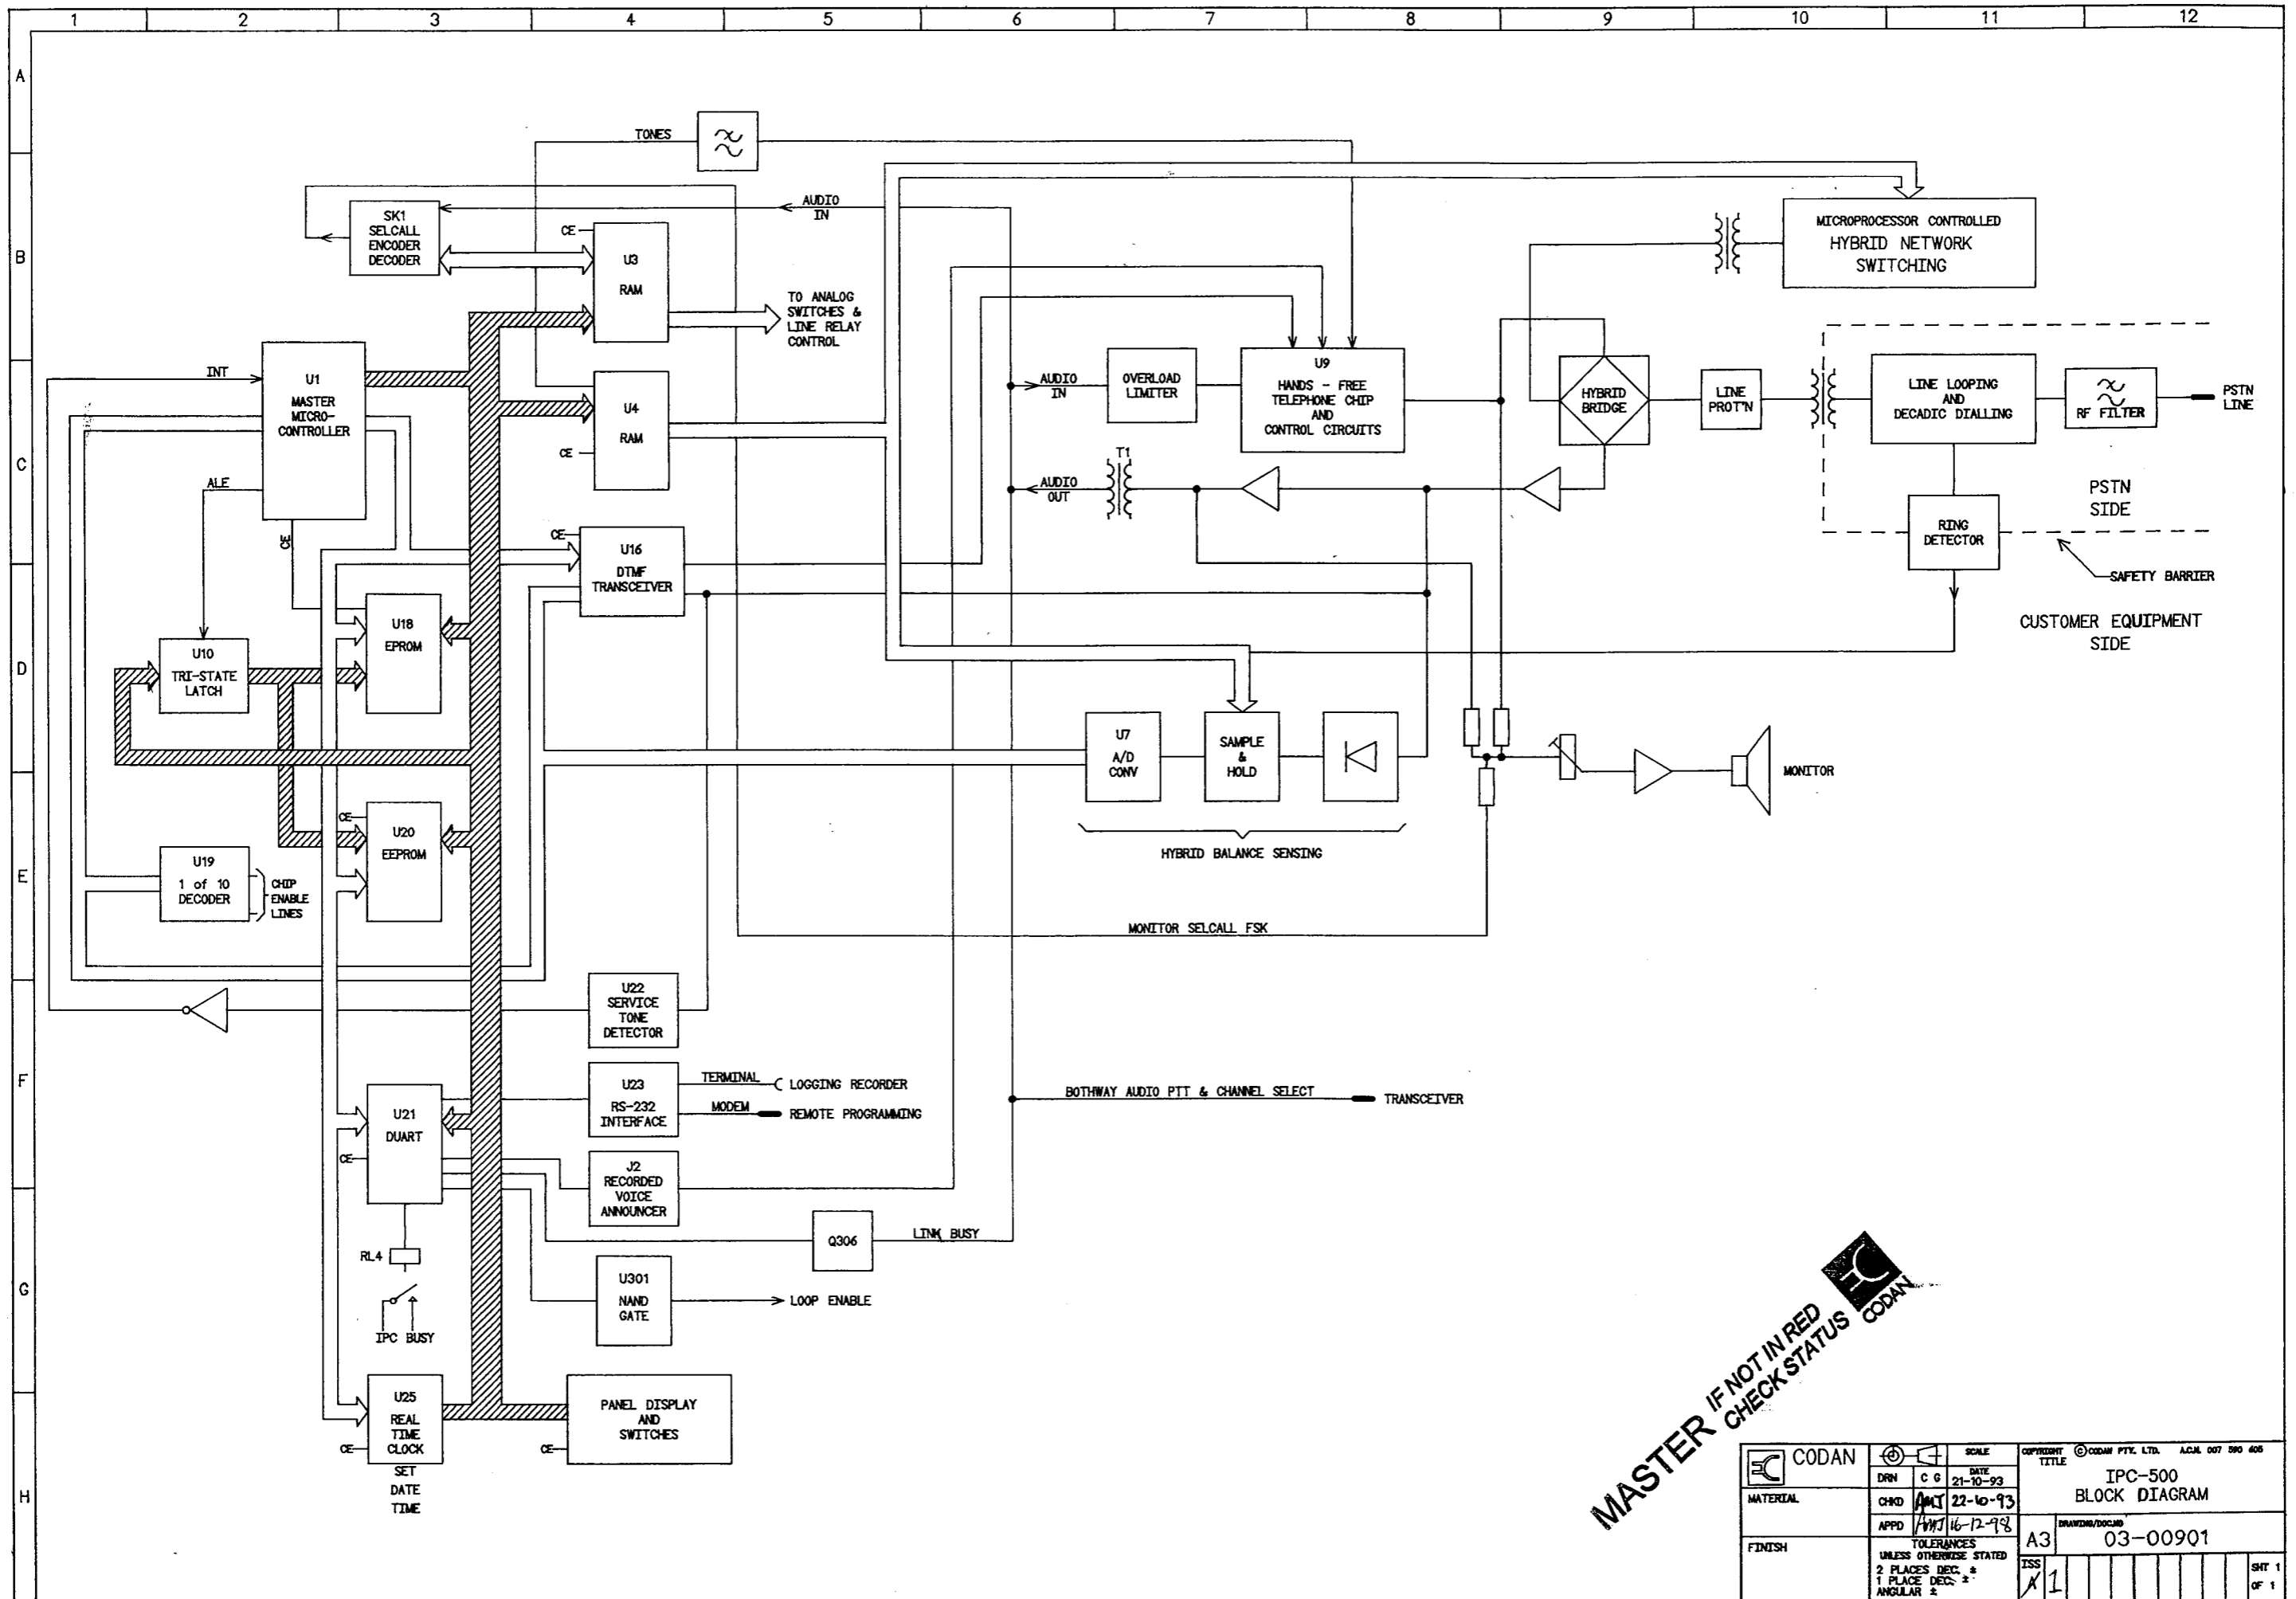 1 2 3 4 5 6 7 8 9 10 11 12
A
B
C
D
E
F
G
H
TONES
SK1
SELCALL
ENCODER
DECODER
AUDIO
IN
CE
U3
RAM
TO ANALOG
SWITCHES &
LINE RELAY
CONTROL
MICROPROCESSOR CONTROLLED
HYBRID NETWORK
SWITCHING
INT
U1
MASTER
MICRO-
CONTROLLER
ALE
CE
U4
RAM
CE
AUDIO
IN
OVERLOAD
LIMITER
U9
HANDS - FREE
TELEPHONE CHIP
AND
CONTROL CIRCUITS
HYBRID
BRIDGE
LINE
PROT'N
LINE LOOPING
AND
DECADIC DIALLING
RF FILTER
PSTN
LINE
T1
AUDIO
OUT
PSTN
SIDE
RING
DETECTOR
SAFETY BARRIER
CUSTOMER EQUIPMENT
SIDE
CE
U16
DTMF
TRANSCEIVER
U18
EPROM
U10
TRI-STATE
LATCH
U7
A/D
CONV
SAMPLE
&
HOLD
MONITOR
HYBRID BALANCE SENSING
CE
U20
EEPROM
U19
1 of 10
DECODER
CHIP
ENABLE
LINES
MONITOR SELCALL FSK
U22
SERVICE
TONE
DETECTOR
U21
DUART
CE
U23
RS-232
INTERFACE
TERMINAL
LOGGING RECORDER
MODEM
REMOTE PROGRAMMING
BOTHWAY AUDIO PTT & CHANNEL SELECT
TRANSCEIVER
J2
RECORDED
VOICE
ANNOUNCER
Q306
LINK BUSY
RL4
IPC BUSY
U301
NAND
GATE
LOOP ENABLE
U25
REAL
TIME
CLOCK
CE
SET
DATE
TIME
PANEL DISPLAY
AND
SWITCHES
CE
MASTER
IF NOT IN RED
CHECK STATUS
CODAN
CODAN
MATERIAL
FINISH
SCALE
DRN C G DATE 21-10-93
CHKD AMJ 22-10-93
APPD AMJ 16-12-98
TOLERANCES
UNLESS OTHERWISE STATED
2 PLACES DEC. ±
1 PLACE DEC. ±
ANGULAR ±
COPYRIGHT © CODAN PTY. LTD. A.C.N. 007 590 605
TITLE
IPC-500
BLOCK DIAGRAM
DRAWING/DOC.NO
A3 03-00901
ISS
A 1
SHT 1
OF 1